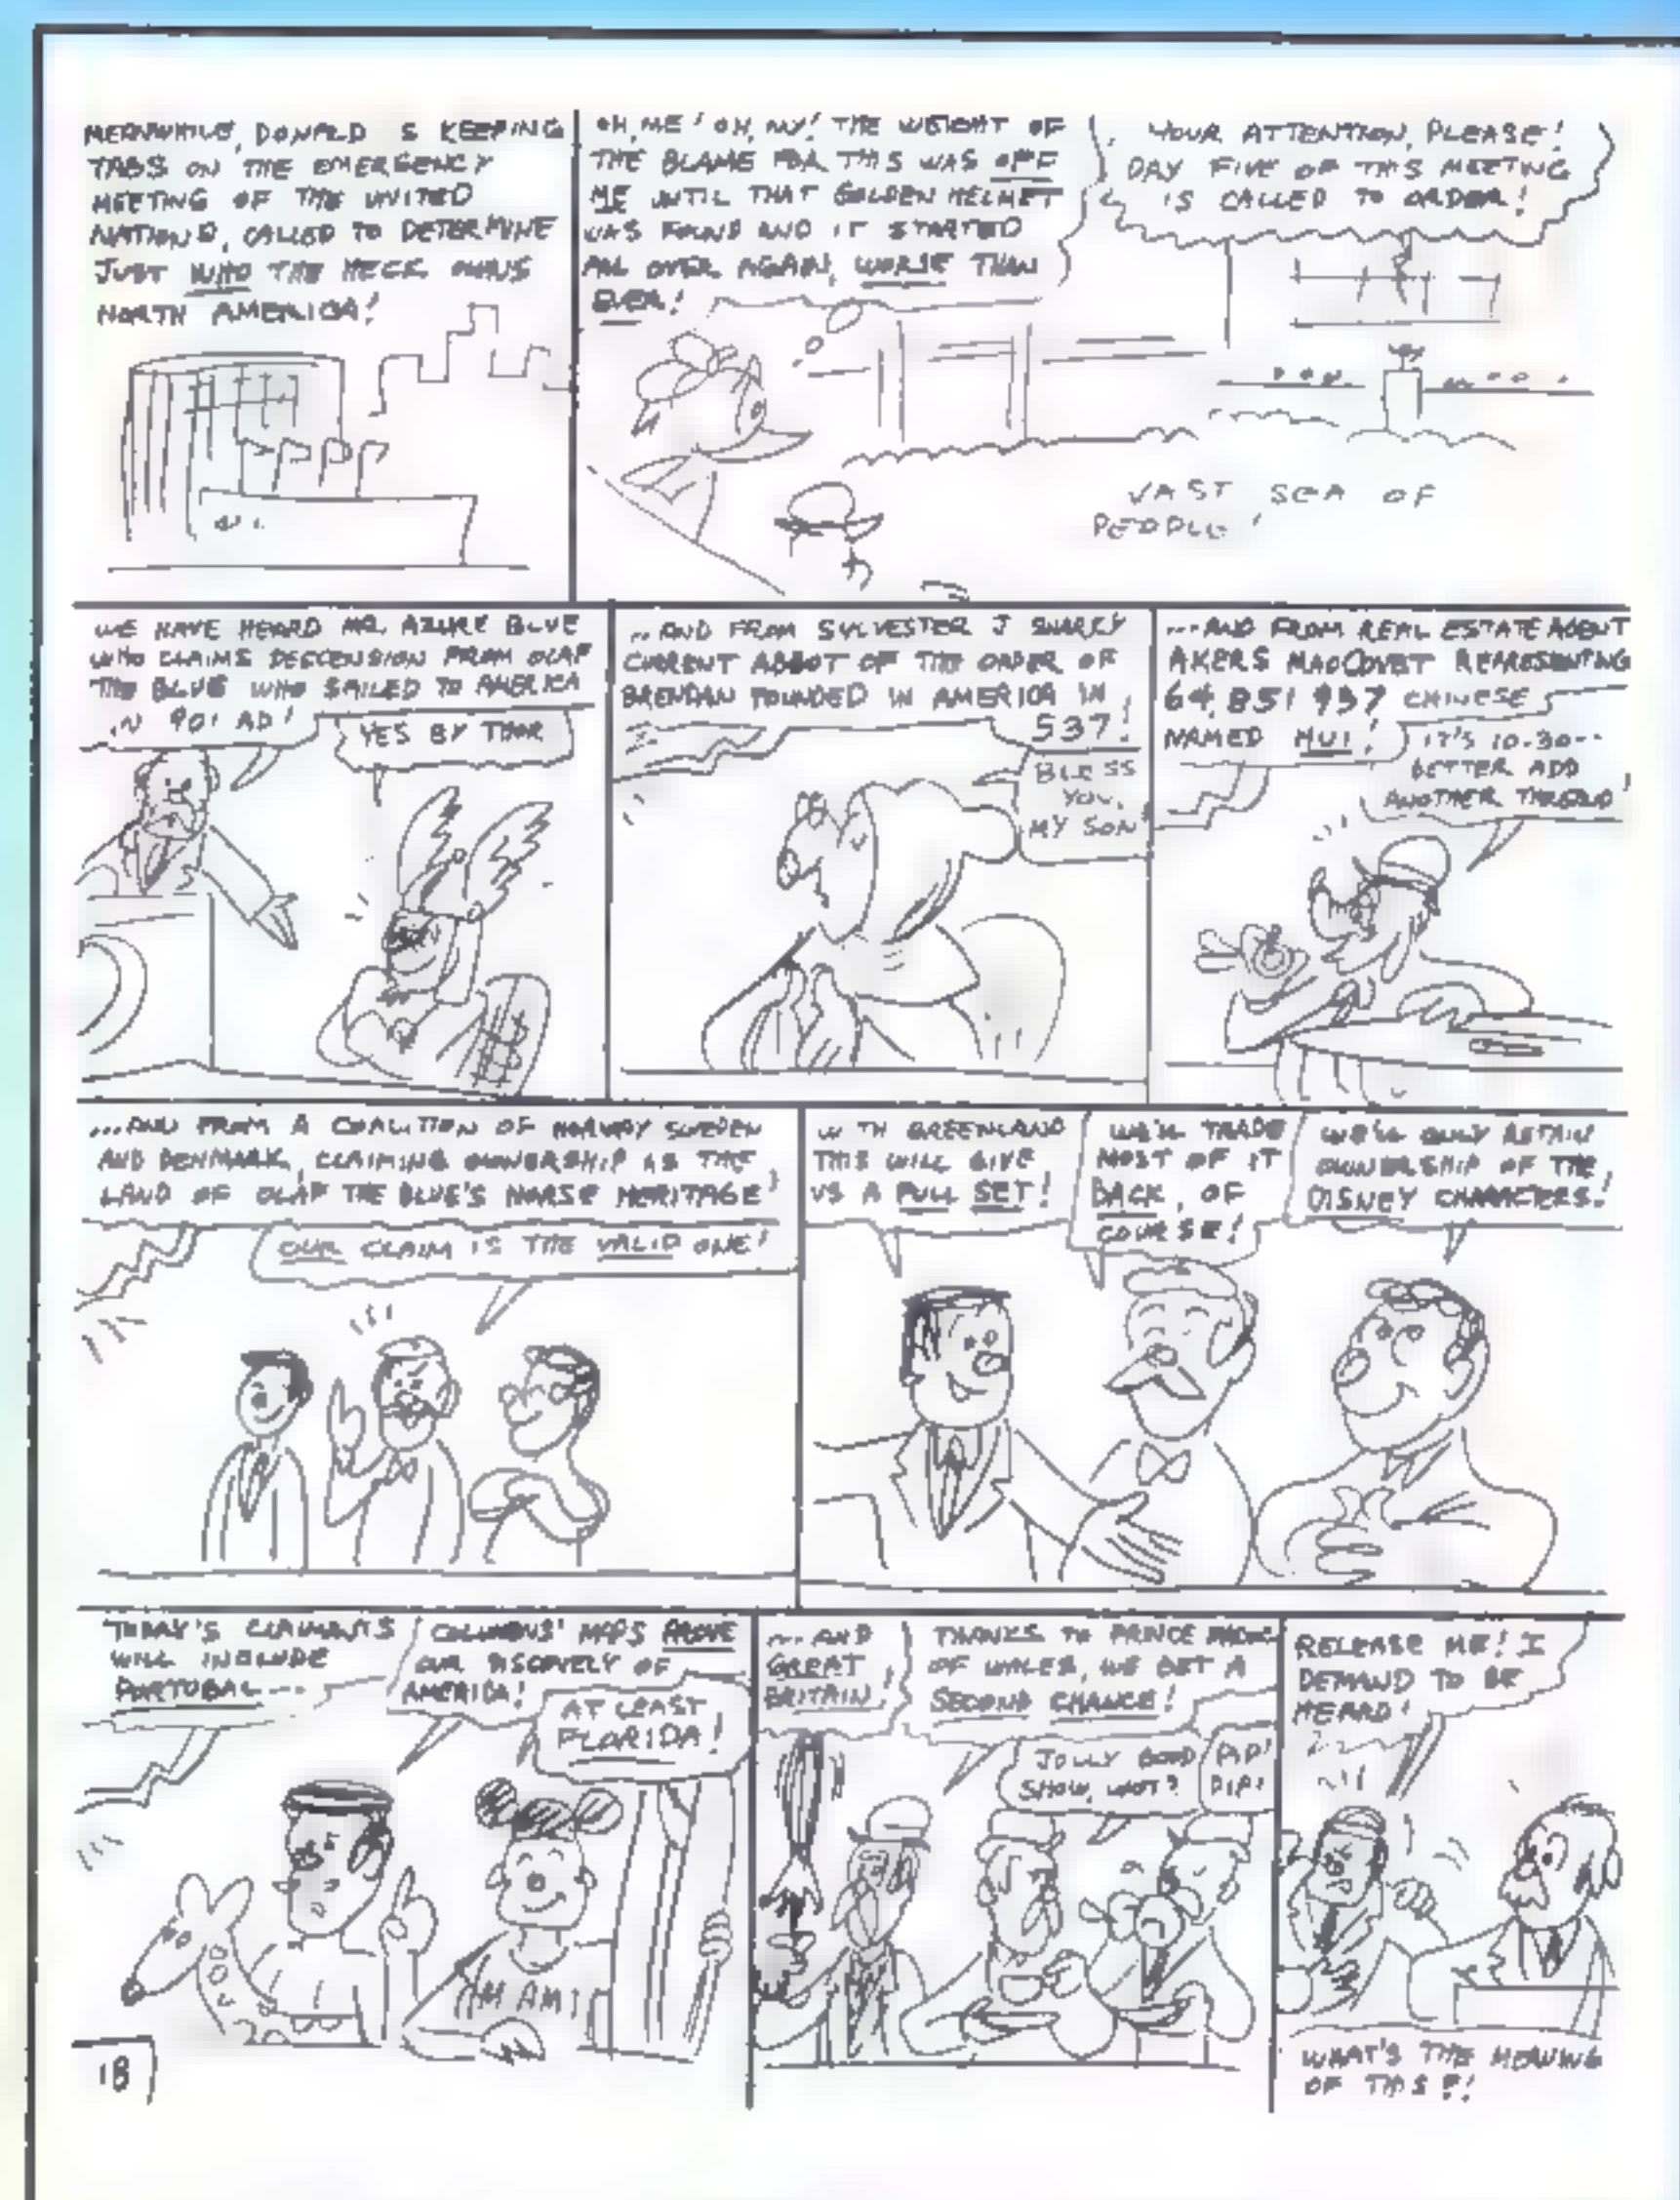 MEANWHILE, DONALD IS KEEPING
TABS ON THE EMERGENCY
MEETING OF THE UNITED
NATIONS, CALLED TO DETERMINE
JUST WHO THE HECK OWNS
NORTH AMERICA!
OH, ME! OH, MY! THE WEIGHT OF
THE BLAME FOR THIS WAS OFF
ME UNTIL THAT GOLDEN HELMET
WAS FOUND AND IT STARTED
ALL OVER AGAIN, WORSE THAN
EVER!
YOUR ATTENTION, PLEASE!
DAY FIVE OF THIS MEETING
IS CALLED TO ORDER!
VAST SEA OF
PEOPLE!
WE HAVE HEARD MR. AZURE BLUE
WHO CLAIMS DESCENSION FROM OLAF
THE BLUE WHO SAILED TO AMERICA
IN 901 AD!
YES BY THOR
...AND FROM SYLVESTER J SHARKY
CURRENT ABBOT OF THE ORDER OF
BRENDAN FOUNDED IN AMERICA IN
537!
BLESS
YOU,
MY SON!
...AND FROM REAL ESTATE AGENT
AKERS MACCOVET REPRESENTING
64,851,937 CHINESE
NAMED HUI!
IT'S 10:30--
BETTER ADD
ANOTHER THOUSAND!
...AND FROM A COALITION OF NORWAY SWEDEN
AND DENMARK, CLAIMING OWNERSHIP AS THE
LAND OF OLAF THE BLUE'S NORSE HERITAGE!
OUR CLAIM IS THE VALID ONE!
WITH GREENLAND
THIS WILL GIVE
US A FULL SET!
WE'LL TRADE
MOST OF IT
BACK, OF
COURSE!
WE'LL ONLY RETAIN
OWNERSHIP OF THE
DISNEY CHARACTERS!
TODAY'S CLAIMANTS
WILL INCLUDE
PORTUGAL---
COLUMBUS' MAPS PROVE
OUR DISCOVERY OF
AMERICA!
AT LEAST
FLORIDA!
MIAMI
...AND
GREAT
BRITAIN!
THANKS TO PRINCE MADOC
OF WALES, WE GET A
SECOND CHANCE!
JOLLY GOOD
SHOW, WOT?
PIP!
PIP!
RELEASE ME! I
DEMAND TO BE
HEARD!
WHAT'S THE MEANING
OF THIS?!
18